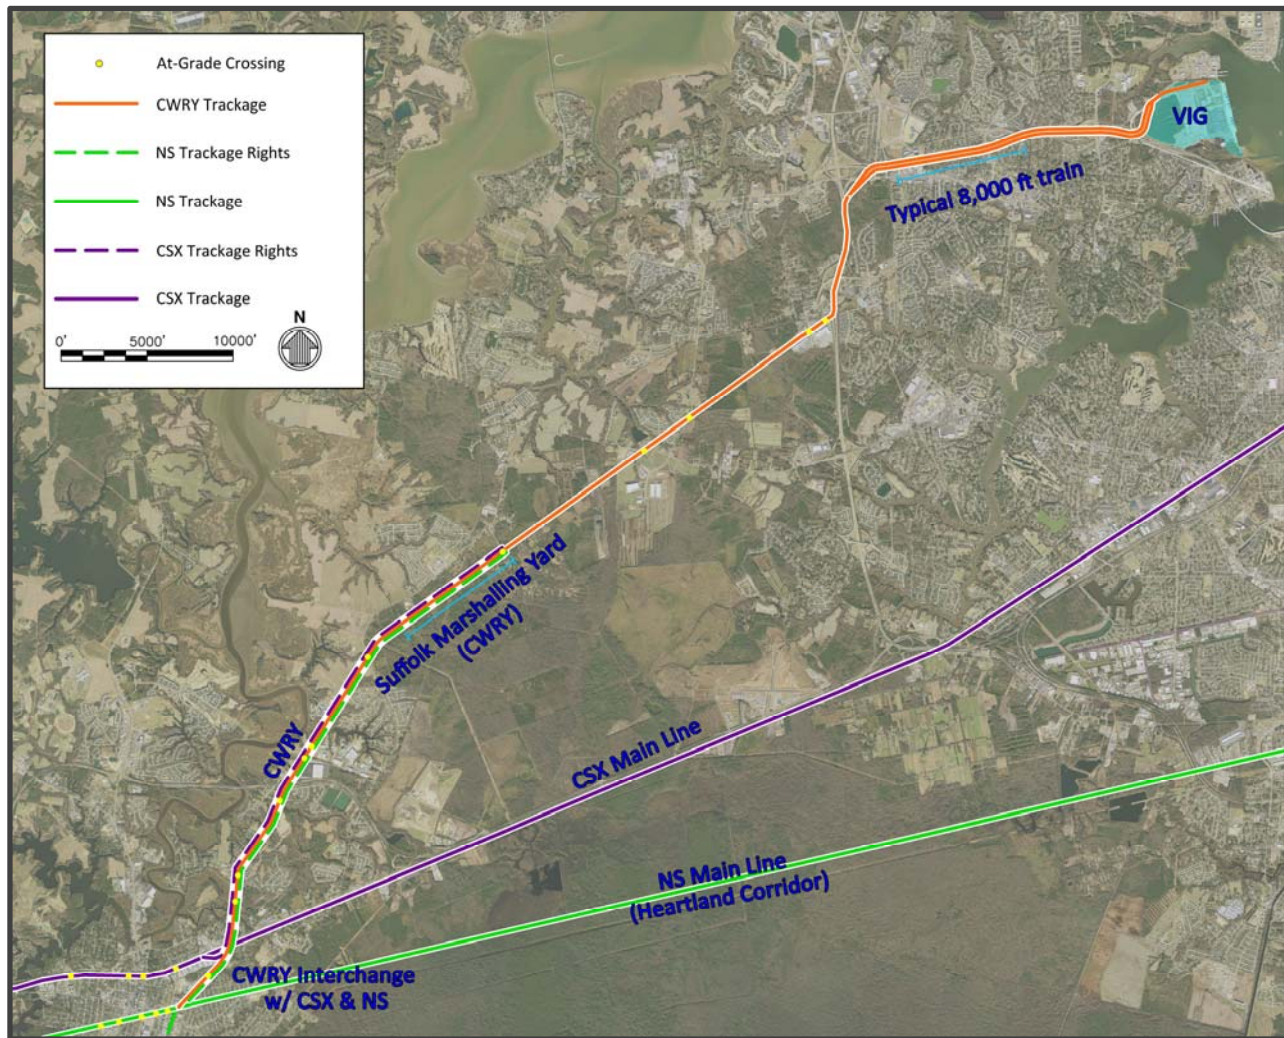 At-Grade Crossing
CWRY Trackage
NS Trackage Rights
NS Trackage
CSX Trackage Rights
CSX Trackage
0' 5000' 10000'
N
VIG
Typical 8,000 ft train
Suffolk Marshalling Yard
(CWRY)
CWRY
CSX Main Line
NS Main Line
(Heartland Corridor)
CWRY Interchange
w/ CSX & NS